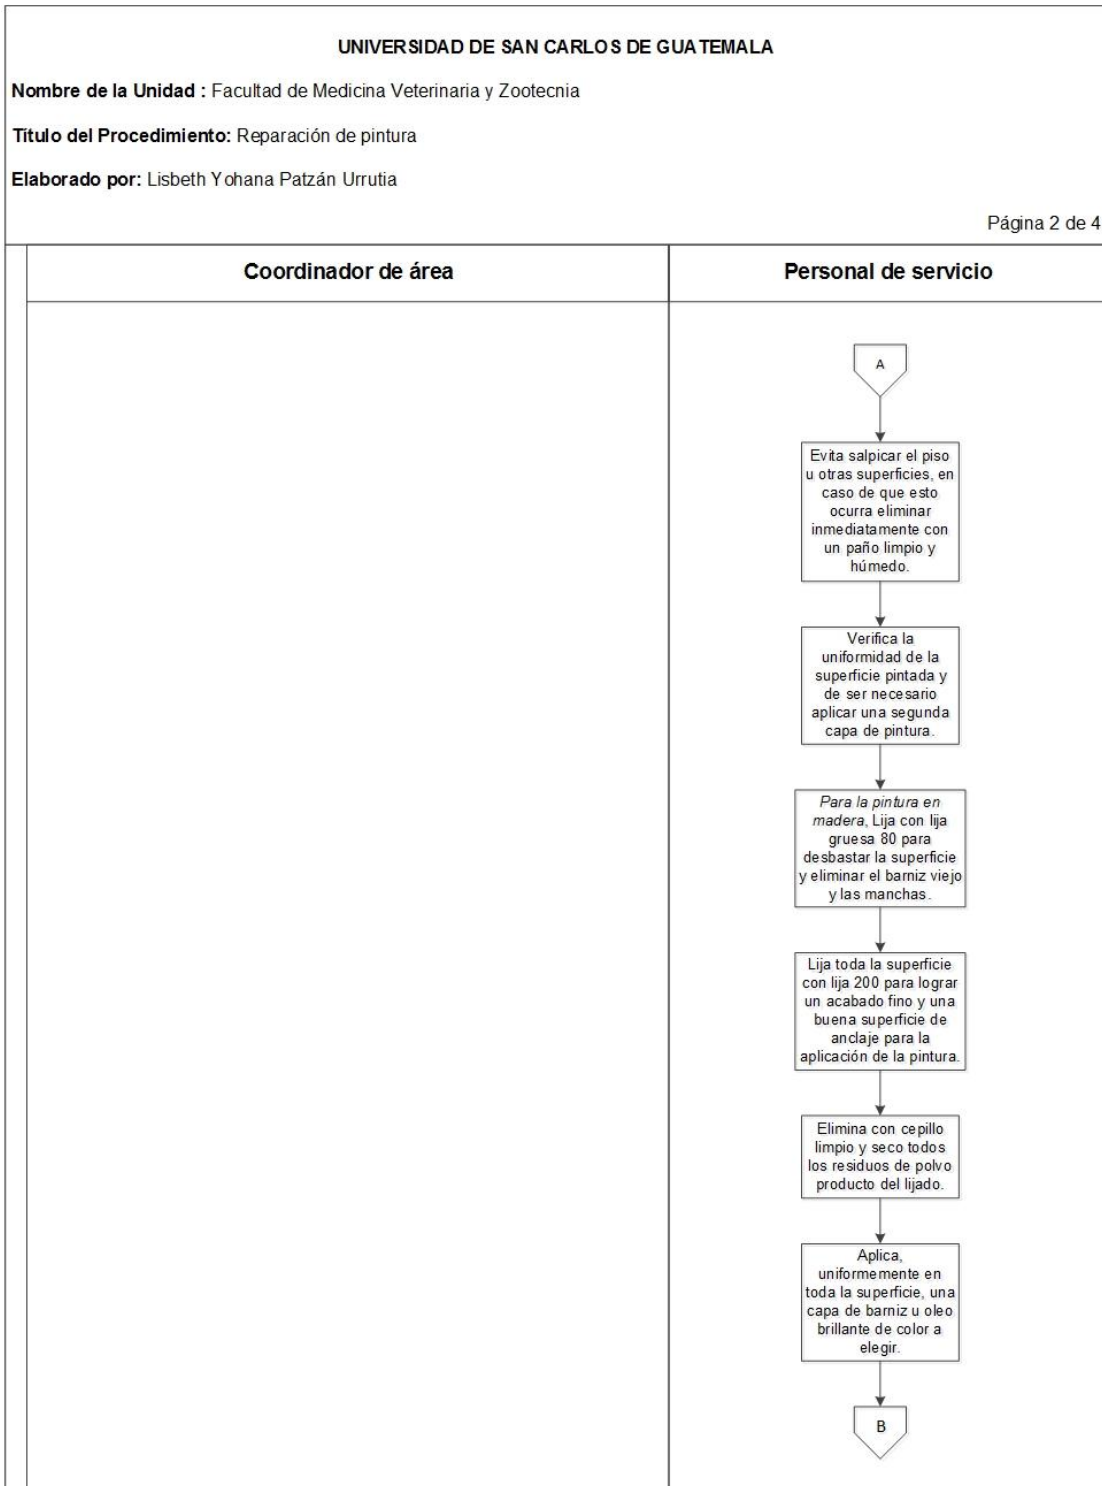 UNIVERSIDAD DE SAN CARLOS DE GUATEMALA
Nombre de la Unidad : Facultad de Medicina Veterinaria y Zootecnia
Título del Procedimiento: Reparación de pintura
Elaborado por: Lisbeth Yohana Patzán Urrutia
Página 2 de 4
Coordinador de área
Personal de servicio
A
Evita salpicar el piso
u otras superficies, en
caso de que esto
ocurra eliminar
inmediatamente con
un paño limpio y
húmedo.
Verifica la
uniformidad de la
superficie pintada y
de ser necesario
aplicar una segunda
capa de pintura.
Para la pintura en
madera, Lija con lija
gruesa 80 para
desbastar la superficie
y eliminar el barniz viejo
y las manchas.
Lija toda la superficie
con lija 200 para lograr
un acabado fino y una
buena superficie de
anclaje para la
aplicación de la pintura.
Elimina con cepillo
limpio y seco todos
los residuos de polvo
producto del lijado.
Aplica,
uniformemente en
toda la superficie, una
capa de barniz u oleo
brillante de color a
elegir.
B